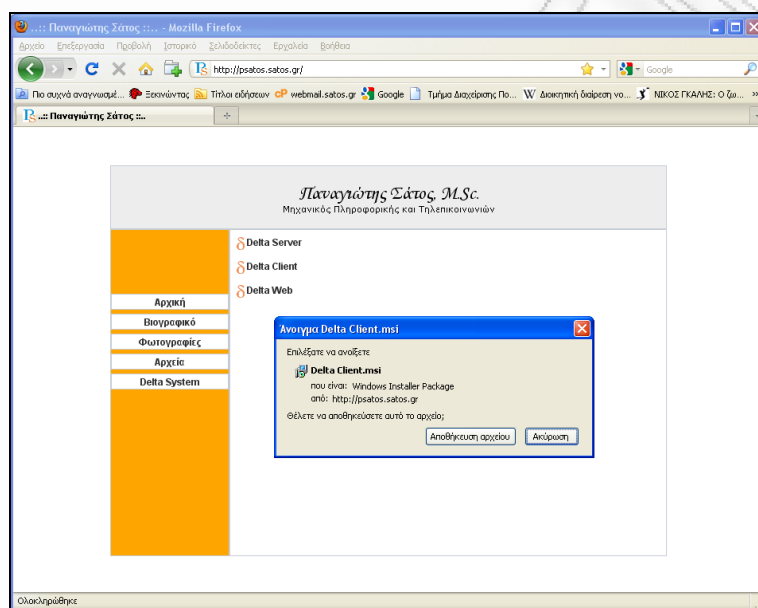 ..:: Παναγιώτης Σάτος ::.. - Mozilla Firefox
Αρχείο Επεξεργασία Προβολή Ιστορικό Σελιδοδείκτες Εργαλεία Βοήθεια
http://psatos.satos.gr/
Google
Πιο συχνά αναγνωσμέ... Ξεκινώντας Τίτλοι ειδήσεων cP webmail.satos.gr Google Τμήμα Διαχείρισης Πο... W Διοικητική διαίρεση νο... ΝΙΚΟΣ ΓΚΑΛΗΣ: Ο ζω... »
..:: Παναγιώτης Σάτος ::..
Παναγιώτης Σάτος, M.Sc.
Μηχανικός Πληροφορικής και Τηλεπικοινωνιών
δ Delta Server
δ Delta Client
δ Delta Web
Αρχική
Βιογραφικό
Φωτογραφίες
Αρχεία
Delta System
Άνοιγμα Delta Client.msi
Επιλέξατε να ανοίξετε
Delta Client.msi
που είναι: Windows Installer Package
από: http://psatos.satos.gr
Θέλετε να αποθηκεύσετε αυτό το αρχείο;
Αποθήκευση αρχείου Ακύρωση
Ολοκληρώθηκε